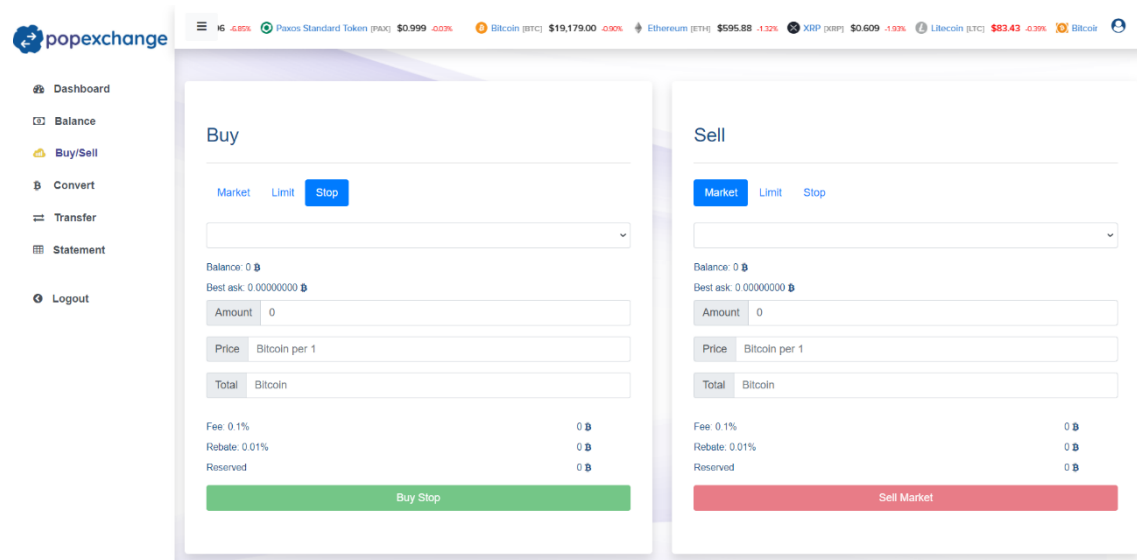 popexchange
06 -6.85% Paxos Standard Token [PAX] $0.999 -0.03% Bitcoin [BTC] $19,179.00 -0.90% Ethereum [ETH] $595.88 -1.32% XRP [XRP] $0.609 -1.93% Litecoin [LTC] $83.43 -0.39% Bitcoin
Dashboard
Balance
Buy/Sell
Convert
Transfer
Statement
Logout
Buy
Market Limit Stop
Balance: 0 ₿
Best ask: 0.00000000 ₿
Amount 0
Price Bitcoin per 1
Total Bitcoin
Fee: 0.1% 0 ₿
Rebate: 0.01% 0 ₿
Reserved 0 ₿
Buy Stop
Sell
Market Limit Stop
Balance: 0 ₿
Best ask: 0.00000000 ₿
Amount 0
Price Bitcoin per 1
Total Bitcoin
Fee: 0.1% 0 ₿
Rebate: 0.01% 0 ₿
Reserved 0 ₿
Sell Market